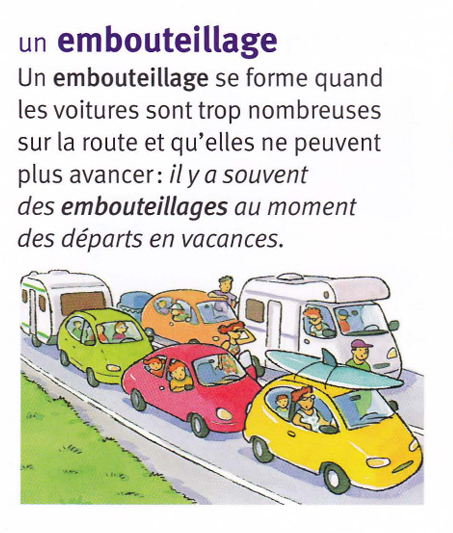 un embouteillage
Un embouteillage se forme quand
les voitures sont trop nombreuses
sur la route et qu'elles ne peuvent
plus avancer : il y a souvent
des embouteillages au moment
des départs en vacances.